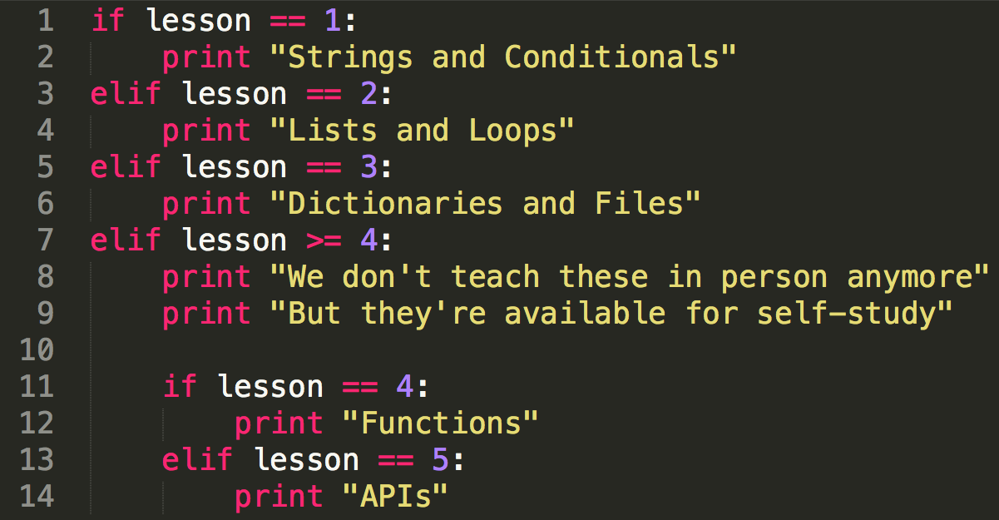 1 if lesson == 1:
2     print "Strings and Conditionals"
3 elif lesson == 2:
4     print "Lists and Loops"
5 elif lesson == 3:
6     print "Dictionaries and Files"
7 elif lesson >= 4:
8     print "We don't teach these in person anymore"
9     print "But they're available for self-study"
10
11     if lesson == 4:
12         print "Functions"
13     elif lesson == 5:
14         print "APIs"